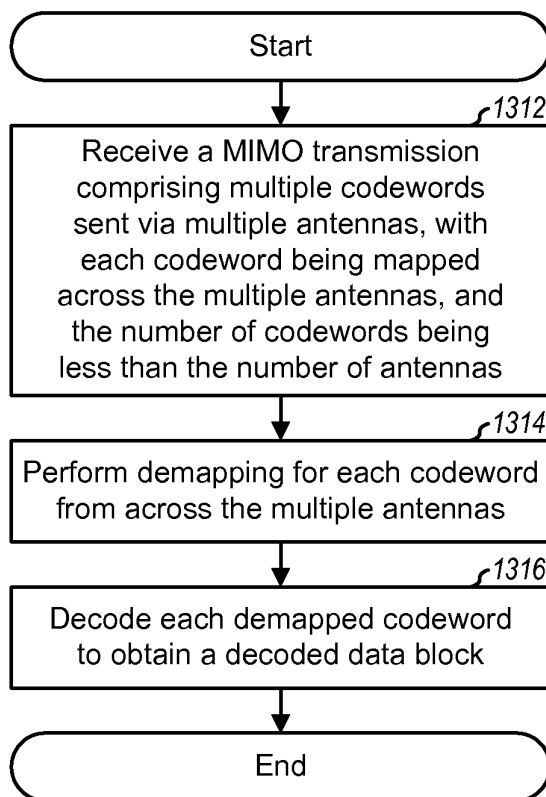 Start
1312
Receive a MIMO transmission
comprising multiple codewords
sent via multiple antennas, with
each codeword being mapped
across the multiple antennas, and
the number of codewords being
less than the number of antennas
1314
Perform demapping for each codeword
from across the multiple antennas
1316
Decode each demapped codeword
to obtain a decoded data block
End